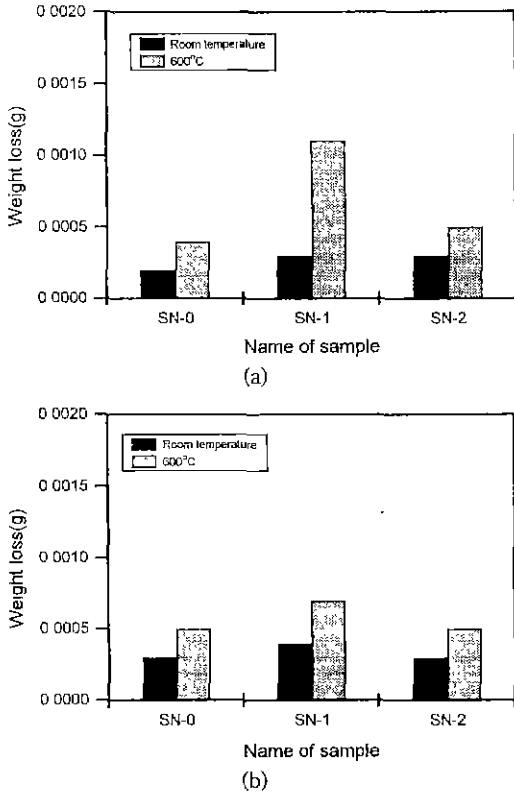 0 0020
Room temperature
600°C
0 0015
0 0010
0 0005
0 0000
Weight loss(g)
SN-0 SN-1 SN-2
Name of sample
(a)
0 0020
Room temperature
600°C
0 0015
0 0010
0 0005
0 0000
Weight loss(g)
SN-0 SN-1 SN-2
Name of sample
(b)